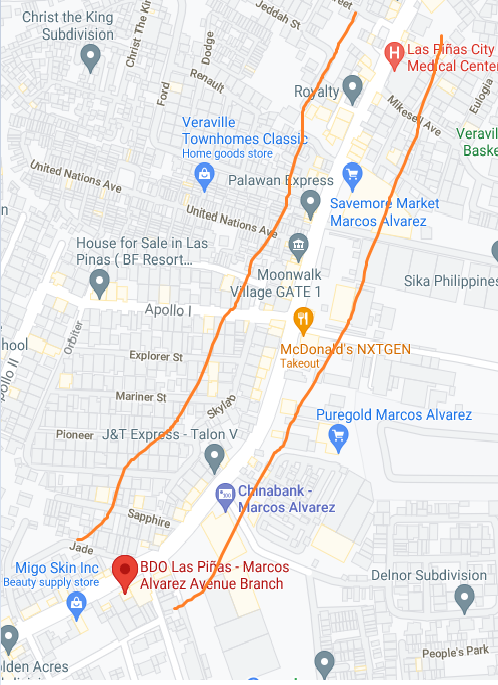 Jeddah St
Street
Christ the King
Subdivision
Christ the King
Dodge
Ford
Renault
Las Piñas City
Medical Center
Eulogia
Royalty
Mikesell Ave
Veraville
Townhomes Classic
Home goods store
United Nations Ave
Palawan Express
Savemore Market
Marcos Alvarez
United Nations Ave
House for Sale in Las
Pinas ( BF Resort...
Moonwalk
Village GATE 1
Sika Philippines
Apollo I
Orbiter
McDonald's NXTGEN
Takeout
Explorer St
Mariner St
Skylab
Puregold Marcos Alvarez
Pioneer
J&T Express - Talon V
Chinabank -
Marcos Alvarez
Sapphire
Jade
Migo Skin Inc
Beauty supply store
BDO Las Piñas - Marcos
Alvarez Avenue Branch
Delnor Subdivision
People's Park
lden Acres